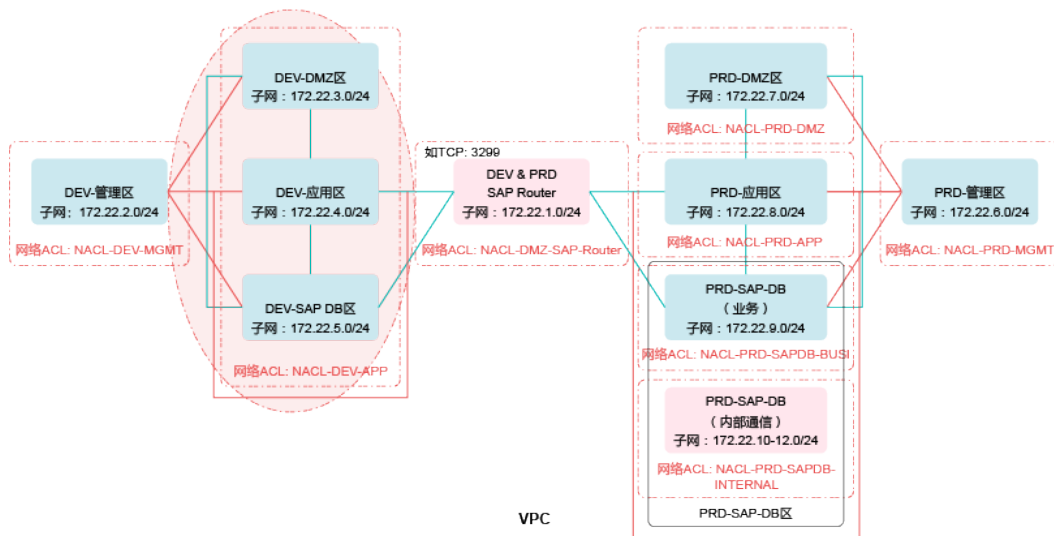 DEV-DMZ区
子网：172.22.3.0/24
DEV-管理区
子网：172.22.2.0/24
网络ACL: NACL-DEV-MGMT
DEV-应用区
子网：172.22.4.0/24
DEV-SAP DB区
子网：172.22.5.0/24
网络ACL: NACL-DEV-APP
如TCP: 3299
DEV & PRD
SAP Router
子网：172.22.1.0/24
网络ACL: NACL-DMZ-SAP-Router
PRD-DMZ区
子网：172.22.7.0/24
网络ACL: NACL-PRD-DMZ
PRD-应用区
子网：172.22.8.0/24
网络ACL: NACL-PRD-APP
PRD-管理区
子网：172.22.6.0/24
网络ACL: NACL-PRD-MGMT
PRD-SAP-DB
（业务）
子网：172.22.9.0/24
网络ACL: NACL-PRD-SAPDB-BUSI
PRD-SAP-DB
（内部通信）
子网：172.22.10-12.0/24
网络ACL: NACL-PRD-SAPDB-
INTERNAL
PRD-SAP-DB区
VPC